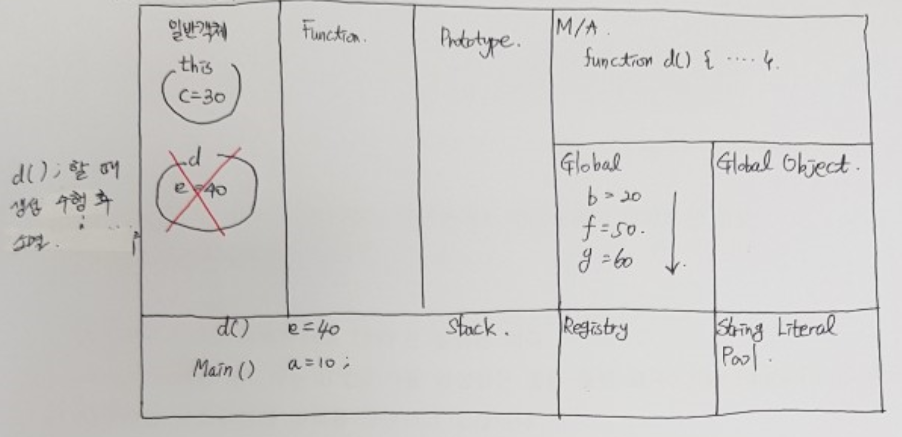 일반객체
this
c=30
d
e=40
d(); 할 때
생성 수행 후
소멸.
Function.
Prototype.
M/A.
function d() { ···· }.
Global
b=20
f=50.
g=60
Global Object.
d() e=40
Main() a=10;
Stack.
Registry
String Literal
Pool.